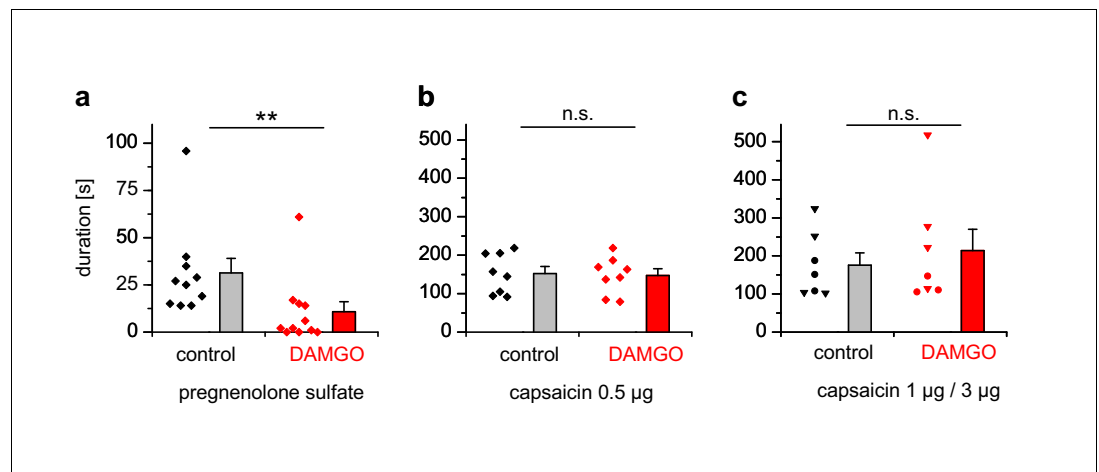 a
**
100
75
50
25
0
duration [s]
control
DAMGO
pregnenolone sulfate
b
n.s.
500
400
300
200
100
0
control
DAMGO
capsaicin 0.5 µg
c
n.s.
500
400
300
200
100
0
control
DAMGO
capsaicin 1 µg / 3 µg